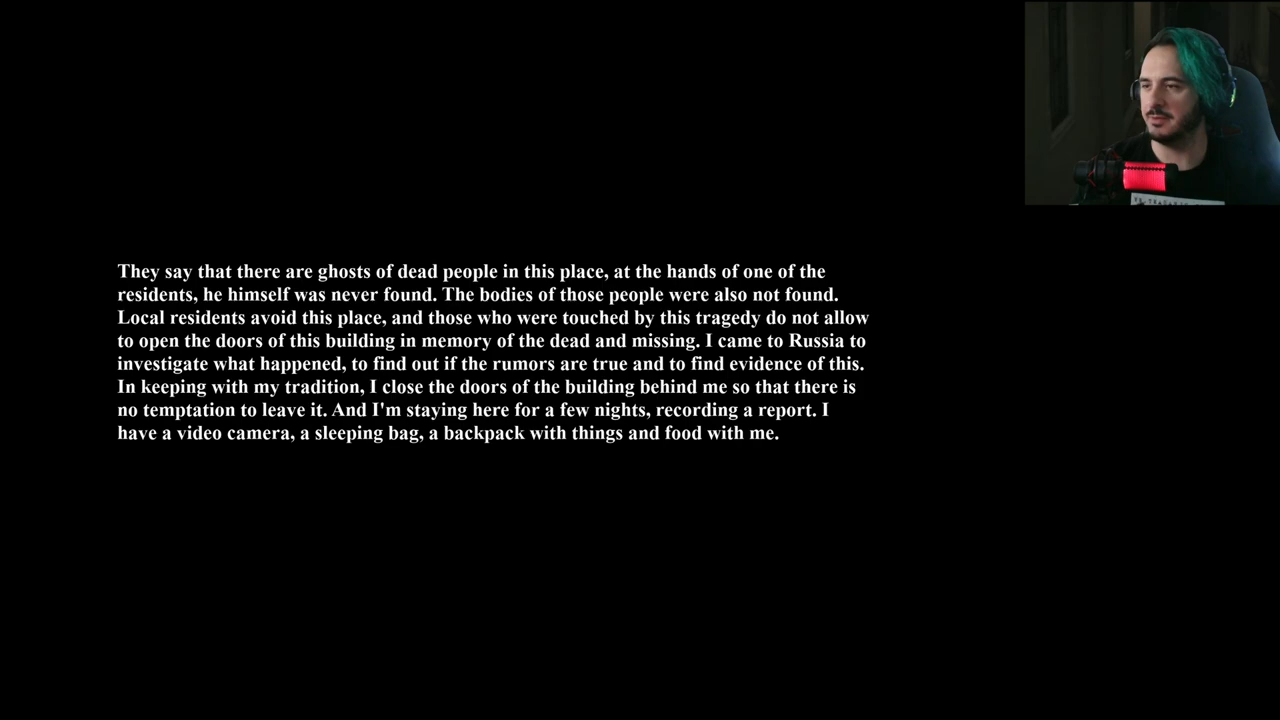 They say that there are ghosts of dead people in this place, at the hands of one of the
residents, he himself was never found. The bodies of those people were also not found.
Local residents avoid this place, and those who were touched by this tragedy do not allow
to open the doors of this building in memory of the dead and missing. I came to Russia to
investigate what happened, to find out if the rumors are true and to find evidence of this.
In keeping with my tradition, I close the doors of the building behind me so that there is
no temptation to leave it. And I'm staying here for a few nights, recording a report. I
have a video camera, a sleeping bag, a backpack with things and food with me.